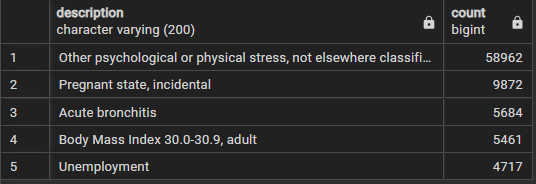 description
character varying (200)
count
bigint
1 Other psychological or physical stress, not elsewhere classifi... 58962
2 Pregnant state, incidental 9872
3 Acute bronchitis 5684
4 Body Mass Index 30.0-30.9, adult 5461
5 Unemployment 4717